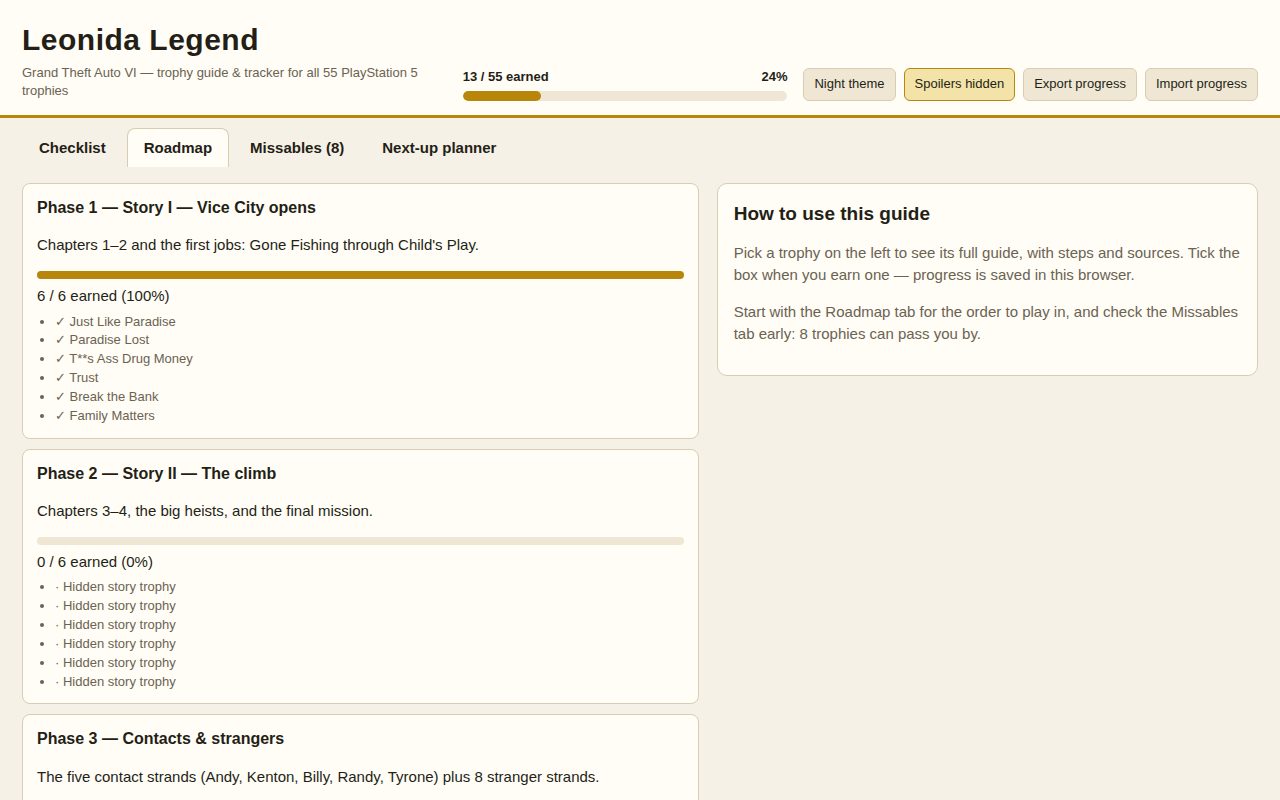 Leonida Legend
Grand Theft Auto VI — trophy guide & tracker for all 55 PlayStation 5
trophies
13 / 55 earned
24%
Night theme
Spoilers hidden
Export progress
Import progress
Checklist
Roadmap
Missables (8)
Next-up planner
Phase 1 — Story I — Vice City opens
Chapters 1–2 and the first jobs: Gone Fishing through Child's Play.
6 / 6 earned (100%)
• ✓ Just Like Paradise
• ✓ Paradise Lost
• ✓ T**s Ass Drug Money
• ✓ Trust
• ✓ Break the Bank
• ✓ Family Matters
Phase 2 — Story II — The climb
Chapters 3–4, the big heists, and the final mission.
0 / 6 earned (0%)
• · Hidden story trophy
• · Hidden story trophy
• · Hidden story trophy
• · Hidden story trophy
• · Hidden story trophy
• · Hidden story trophy
Phase 3 — Contacts & strangers
The five contact strands (Andy, Kenton, Billy, Randy, Tyrone) plus 8 stranger strands.
How to use this guide
Pick a trophy on the left to see its full guide, with steps and sources. Tick the
box when you earn one — progress is saved in this browser.
Start with the Roadmap tab for the order to play in, and check the Missables
tab early: 8 trophies can pass you by.